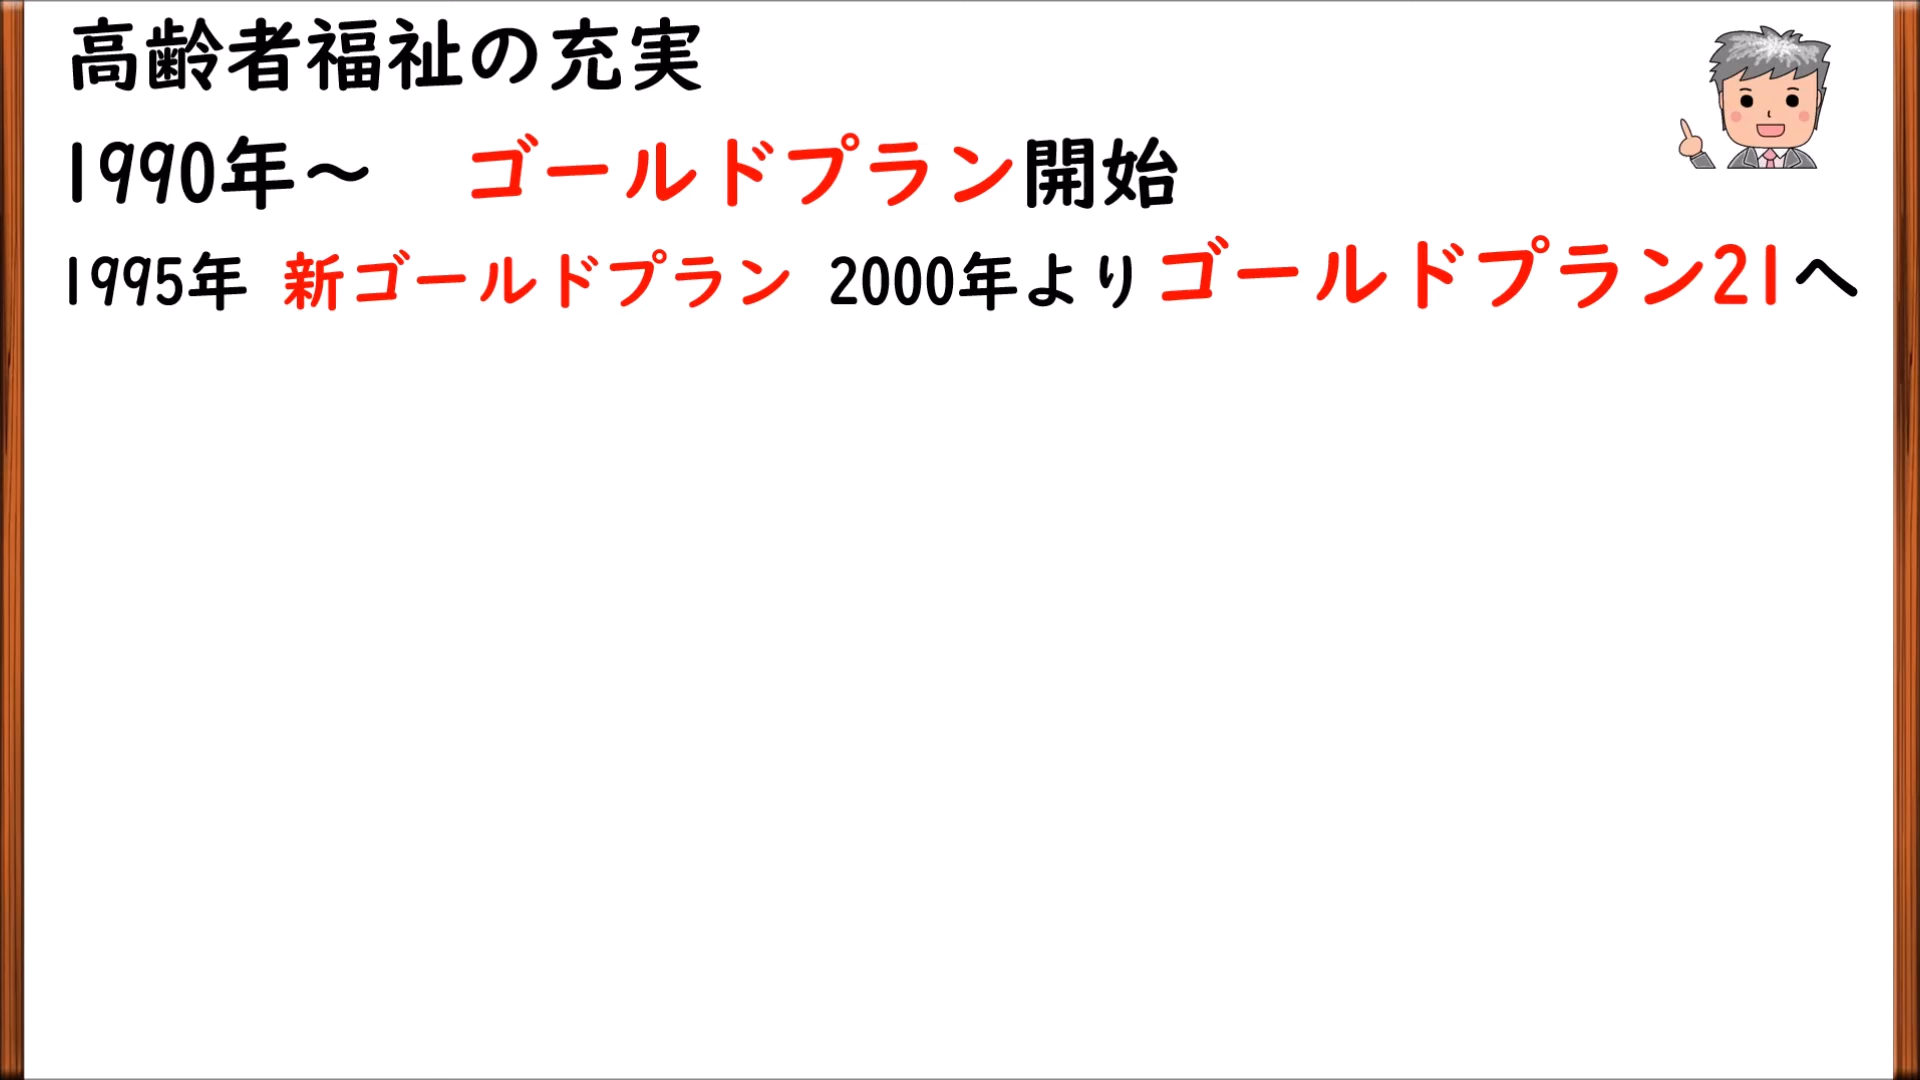 高齢者福祉の充実
1990年～　ゴールドプラン開始
1995年 新ゴールドプラン 2000年よりゴールドプラン21へ